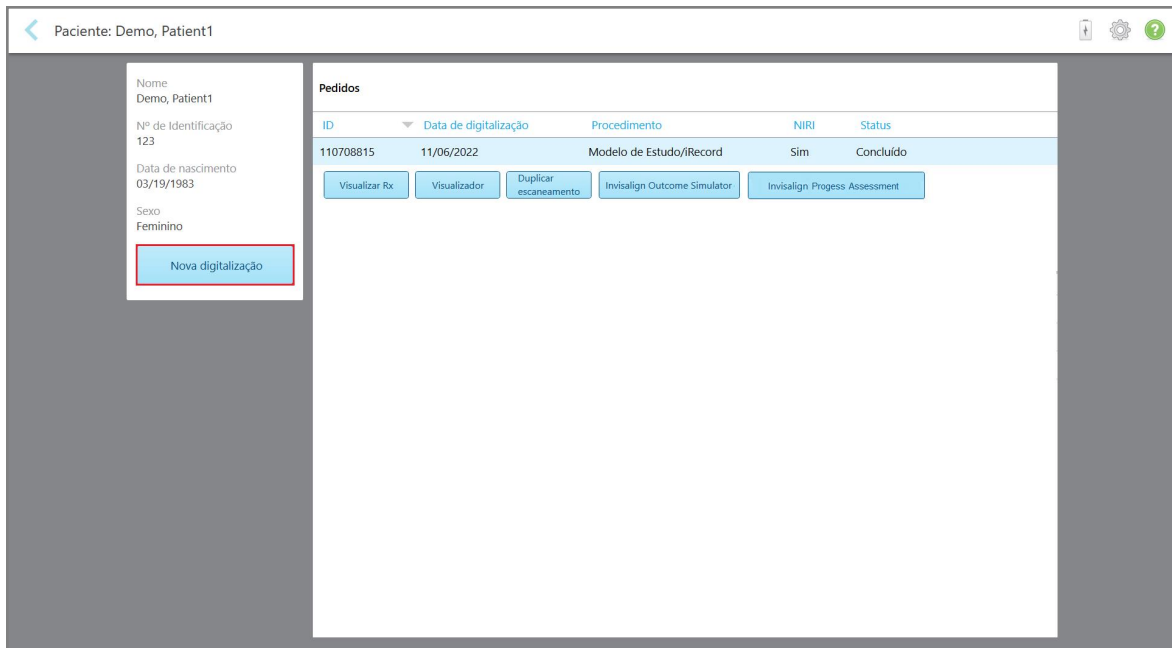 Paciente: Demo, Patient1
?
Nome
Demo, Patient1
Nº de Identificação
123
Data de nascimento
03/19/1983
Sexo
Feminino
Nova digitalização
Pedidos
ID Data de digitalização Procedimento NIRI Status
110708815 11/06/2022 Modelo de Estudo/iRecord Sim Concluído
Visualizar Rx
Visualizador
Duplicar
escaneamento
Invisalign Outcome Simulator
Invisalign Progess Assessment